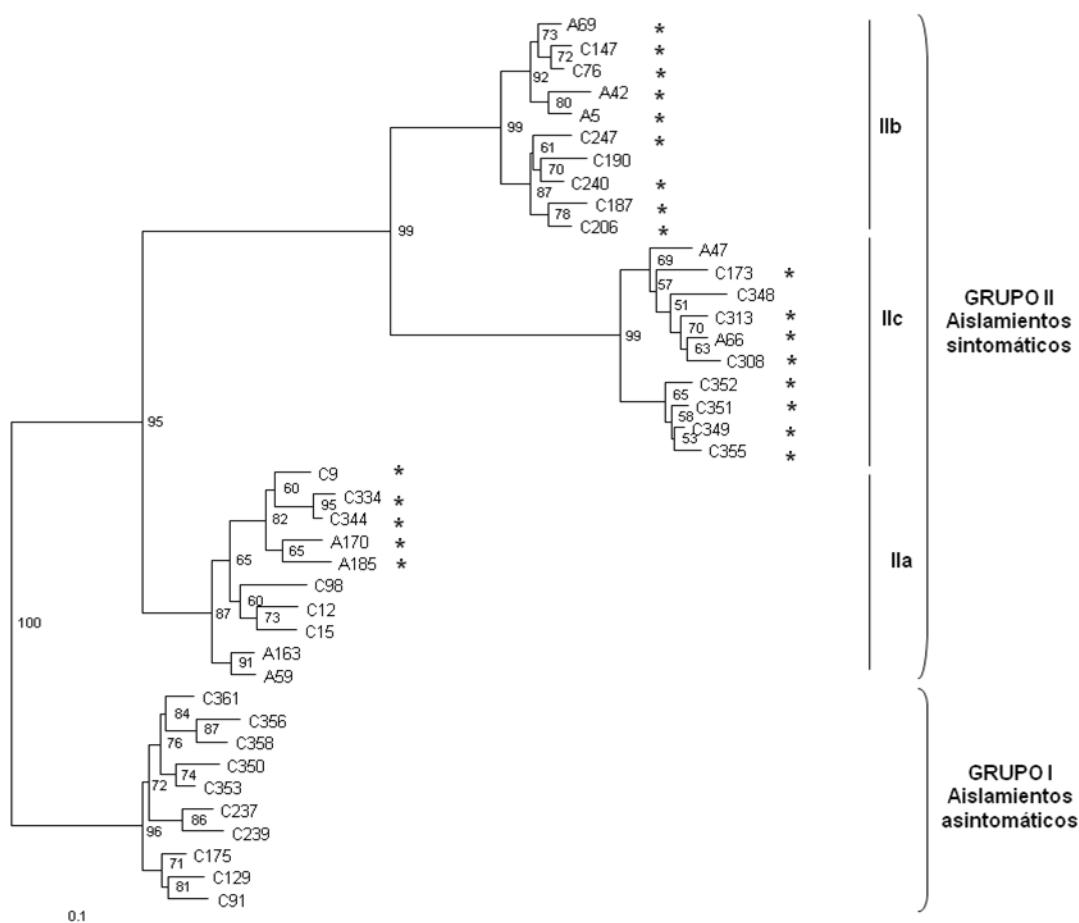 A69 *
73
C147 *
72
C76 *
92
A42 *
80
A5 *
99
C247 *
61
C190
70
C240 *
87
C187 *
78
C206 *
IIb
99
A47
69
C173 *
57
C348
51
C313 *
70
A66 *
63
C308 *
99
C352 *
65
C351 *
58
C349 *
53
C355 *
IIc
GRUPO II
Aislamientos
sintomáticos
95
C9 *
60
C334 *
95
C344 *
82
A170 *
65
A185 *
65
C98
60
C12
73
C15
87
A163
91
A59
IIa
100
C361
84
C356
87
C358
76
C350
74
C353
72
C237
86
C239
96
C175
71
C129
81
C91
GRUPO I
Aislamientos
asintomáticos
0.1